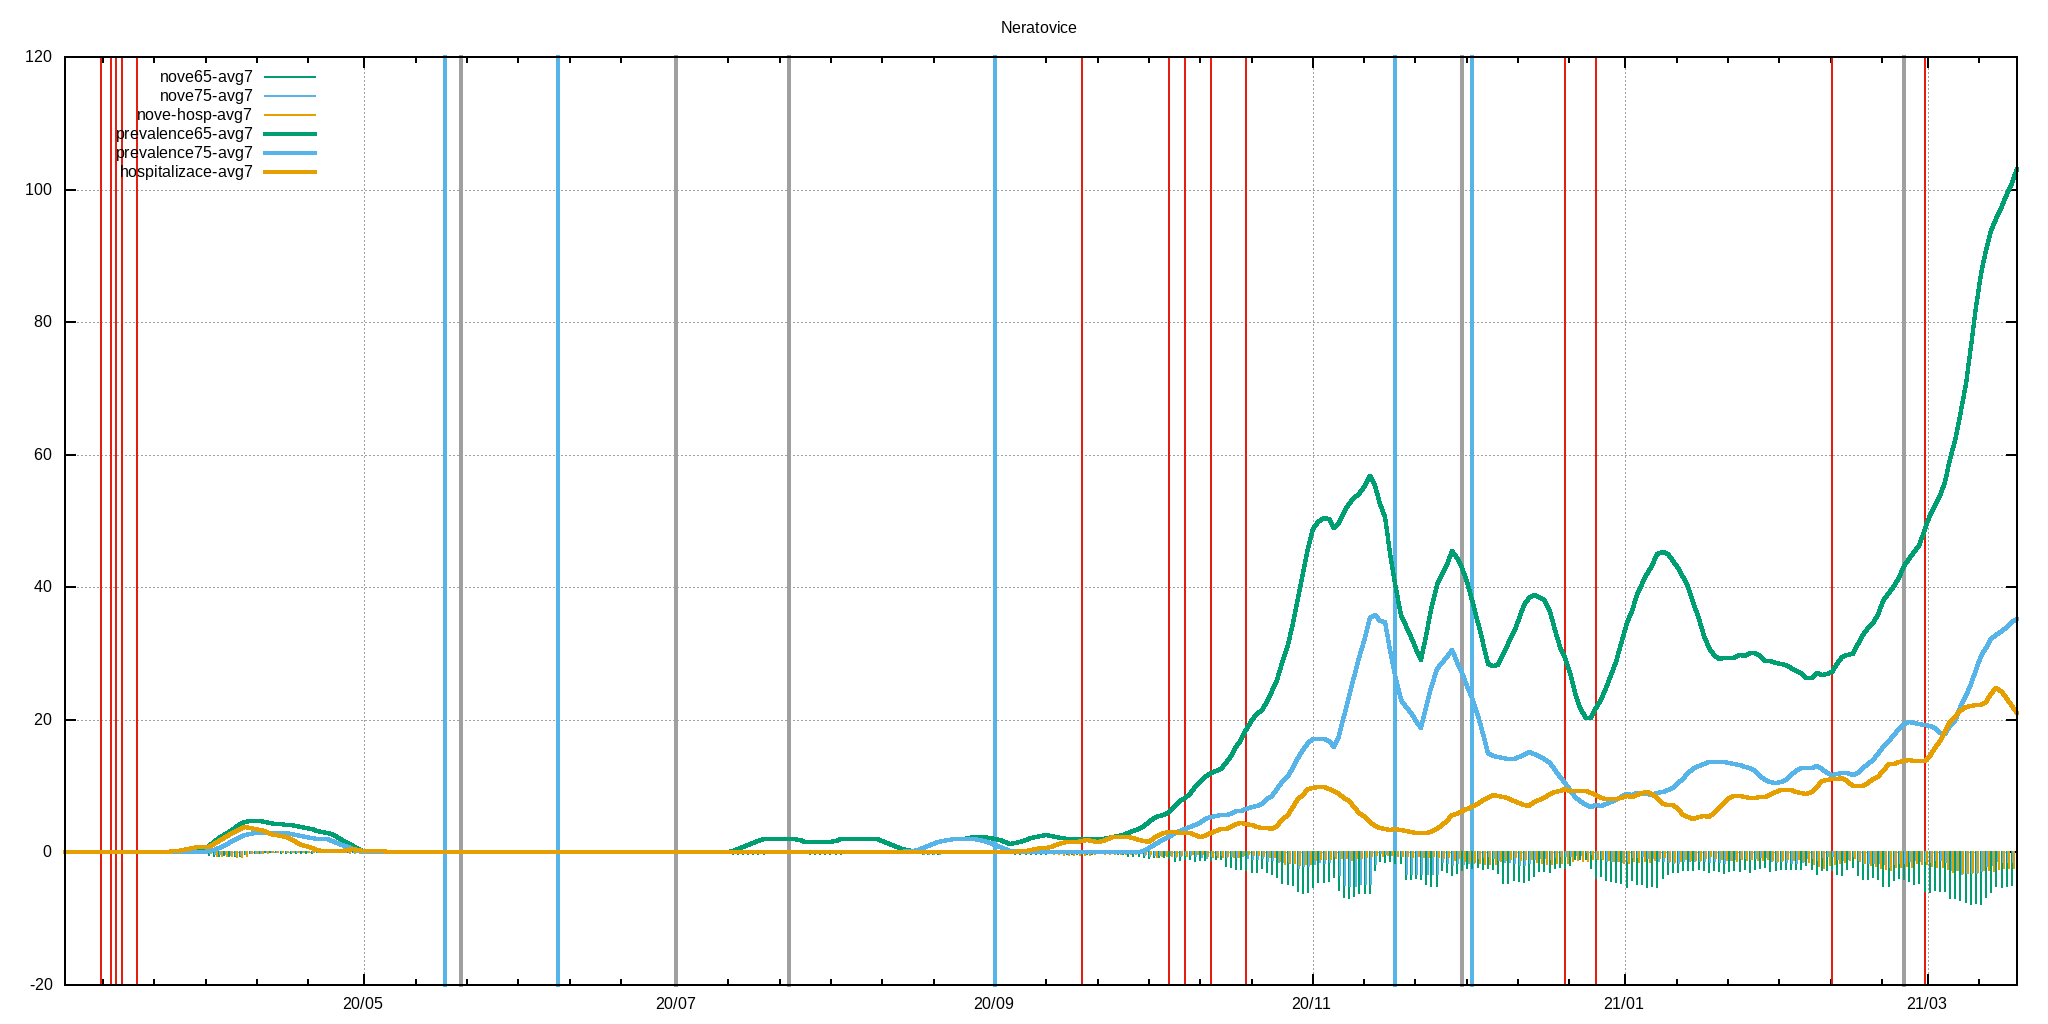 Neratovice
120
100
80
60
40
20
0
-20
nove65-avg7
nove75-avg7
nove-hosp-avg7
prevalence65-avg7
prevalence75-avg7
hospitalizace-avg7
20/05 20/07 20/09 20/11 21/01 21/03